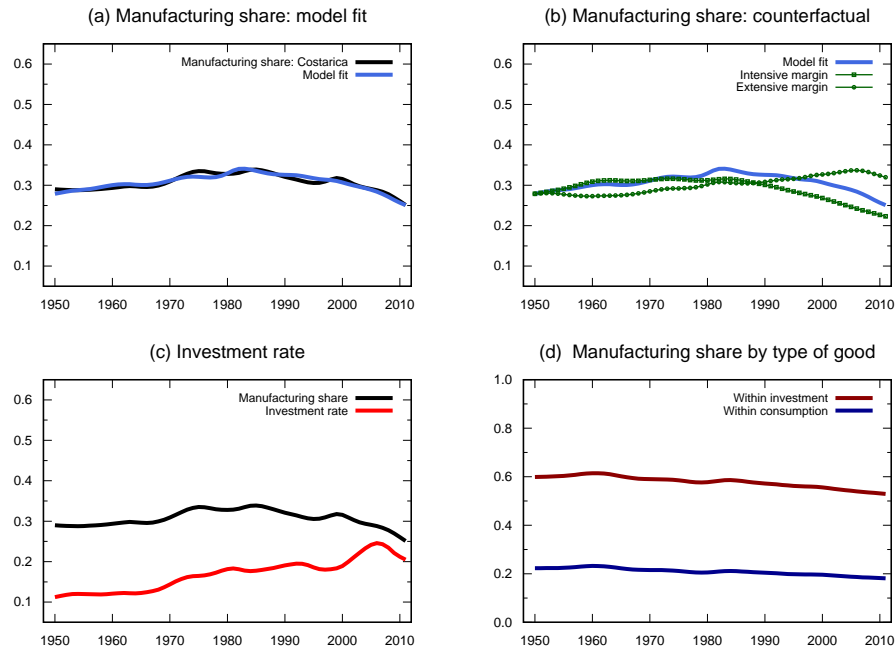 (a) Manufacturing share: model fit
0.6
0.5
0.4
0.3
0.2
0.1
Manufacturing share: Costarica
Model fit
1950 1960 1970 1980 1990 2000 2010
(b) Manufacturing share: counterfactual
0.6
0.5
0.4
0.3
0.2
0.1
Model fit
Intensive margin
Extensive margin
1950 1960 1970 1980 1990 2000 2010
(c) Investment rate
0.6
0.5
0.4
0.3
0.2
0.1
Manufacturing share
Investment rate
1950 1960 1970 1980 1990 2000 2010
(d) Manufacturing share by type of good
1.0
0.8
0.6
0.4
0.2
0.0
Within investment
Within consumption
1950 1960 1970 1980 1990 2000 2010